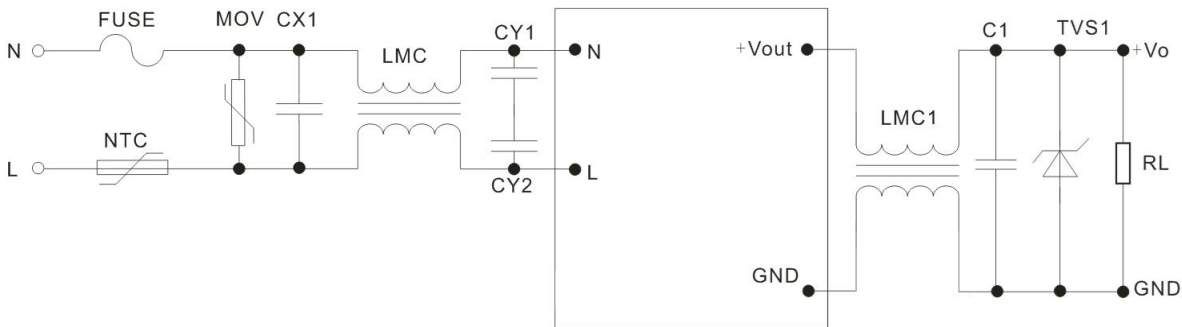 FUSE MOV CX1
N LMC CY1 N
NTC
L CY2 L
+Vout C1 TVS1 +Vo
LMC1
RL
GND GND